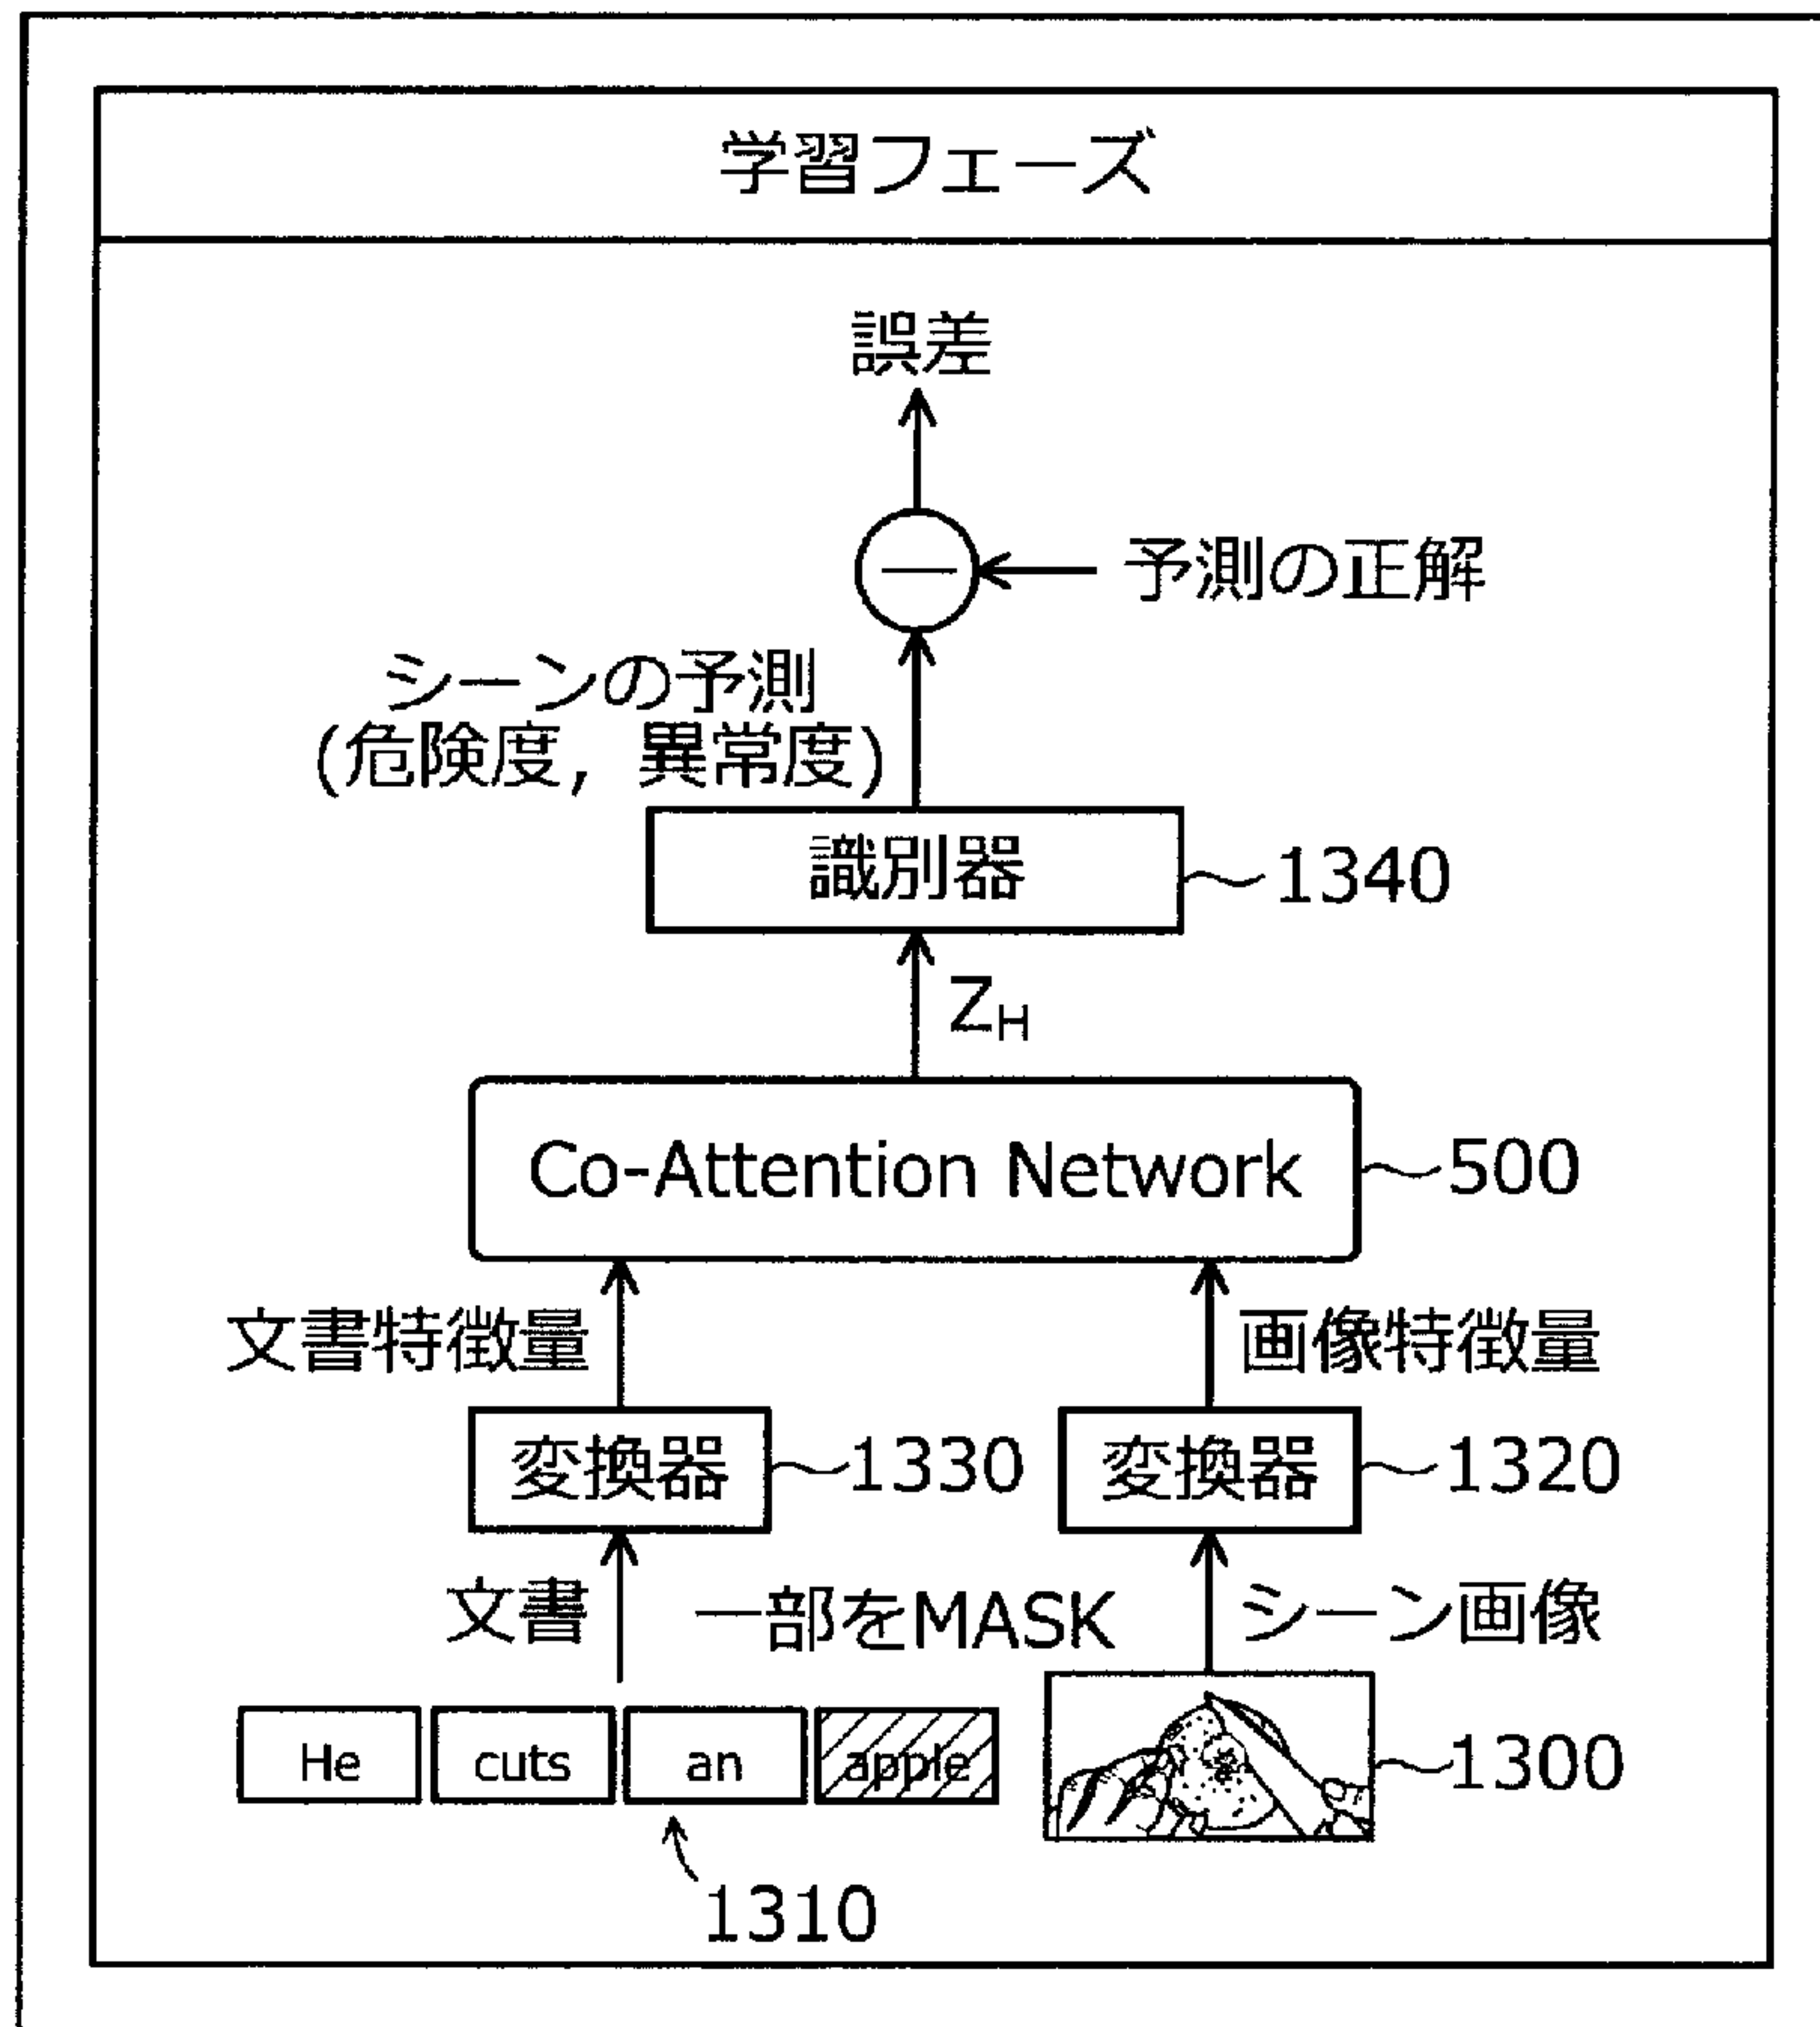 学習フェーズ
誤差
予測の正解
シーンの予測
(危険度, 異常度)
識別器 1340
ZH
Co-Attention Network 500
文書特徴量 画像特徴量
変換器 1330 変換器 1320
文書 一部をMASK シーン画像
He cuts an apple 1300
1310